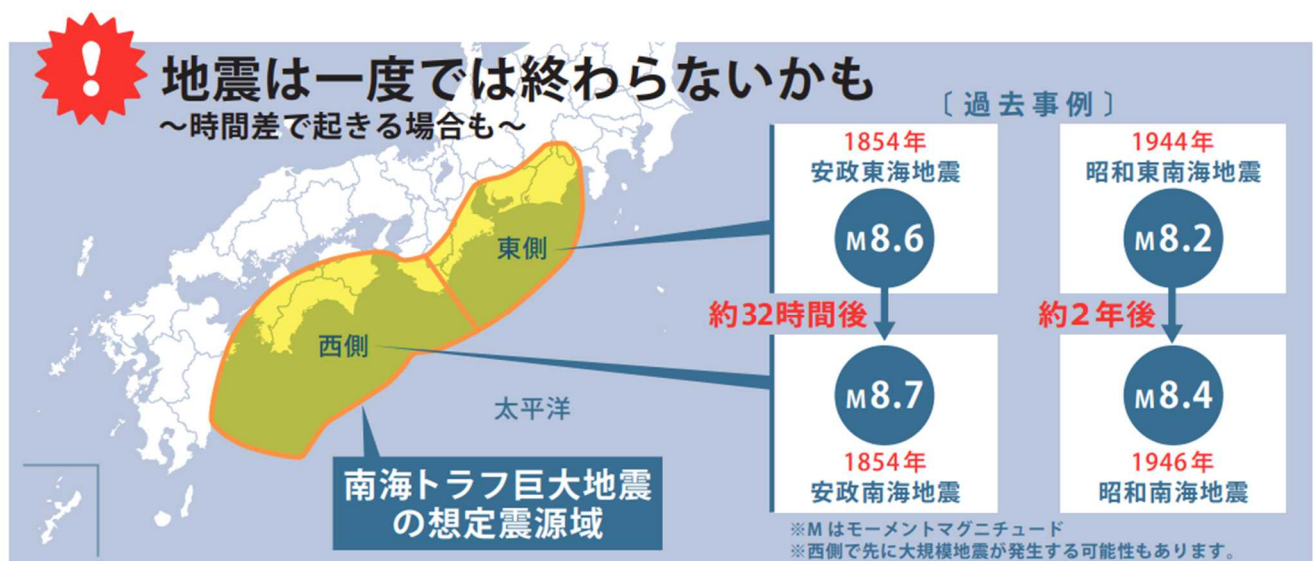 !
地震は一度では終わらないかも
～時間差で起きる場合も～
〔過去事例〕
東側
西側
太平洋
南海トラフ巨大地震
の想定震源域
1854年
安政東海地震
M8.6
約32時間後
M8.7
1854年
安政南海地震
1944年
昭和東南海地震
M8.2
約2年後
M8.4
1946年
昭和南海地震
※Mはモーメントマグニチュード
※西側で先に大規模地震が発生する可能性もあります。